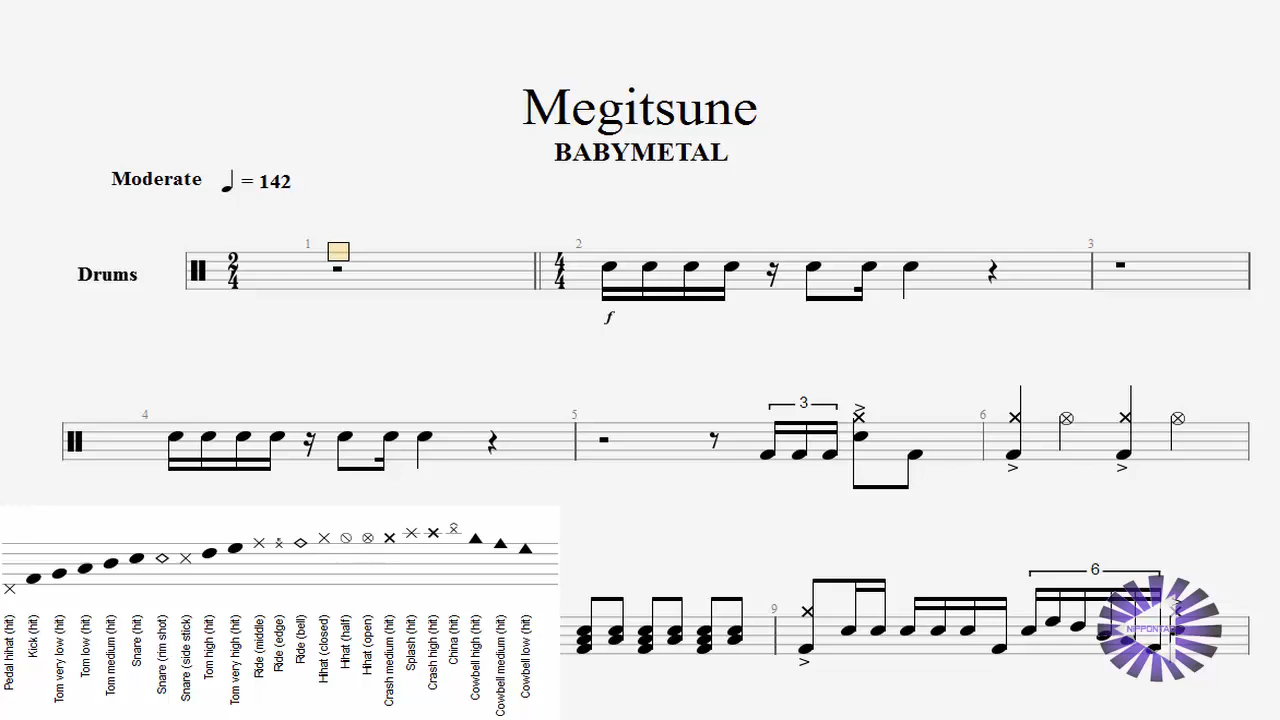 Megitsune
BABYMETAL
Moderate = 142
Drums
1
2
3
2
4
4
4
f
4
5
3
6
9
6
Pedal hihat (hit)
Kick (hit)
Tom very low (hit)
Tom low (hit)
Tom medium (hit)
Snare (hit)
Snare (rim shot)
Snare (side stick)
Tom high (hit)
Tom very high (hit)
Ride (middle)
Ride (edge)
Ride (bell)
Hihat (closed)
Hihat (half)
Hihat (open)
Crash medium (hit)
Splash (hit)
Crash high (hit)
China (hit)
Cowbell high (hit)
Cowbell medium (hit)
Cowbell low (hit)